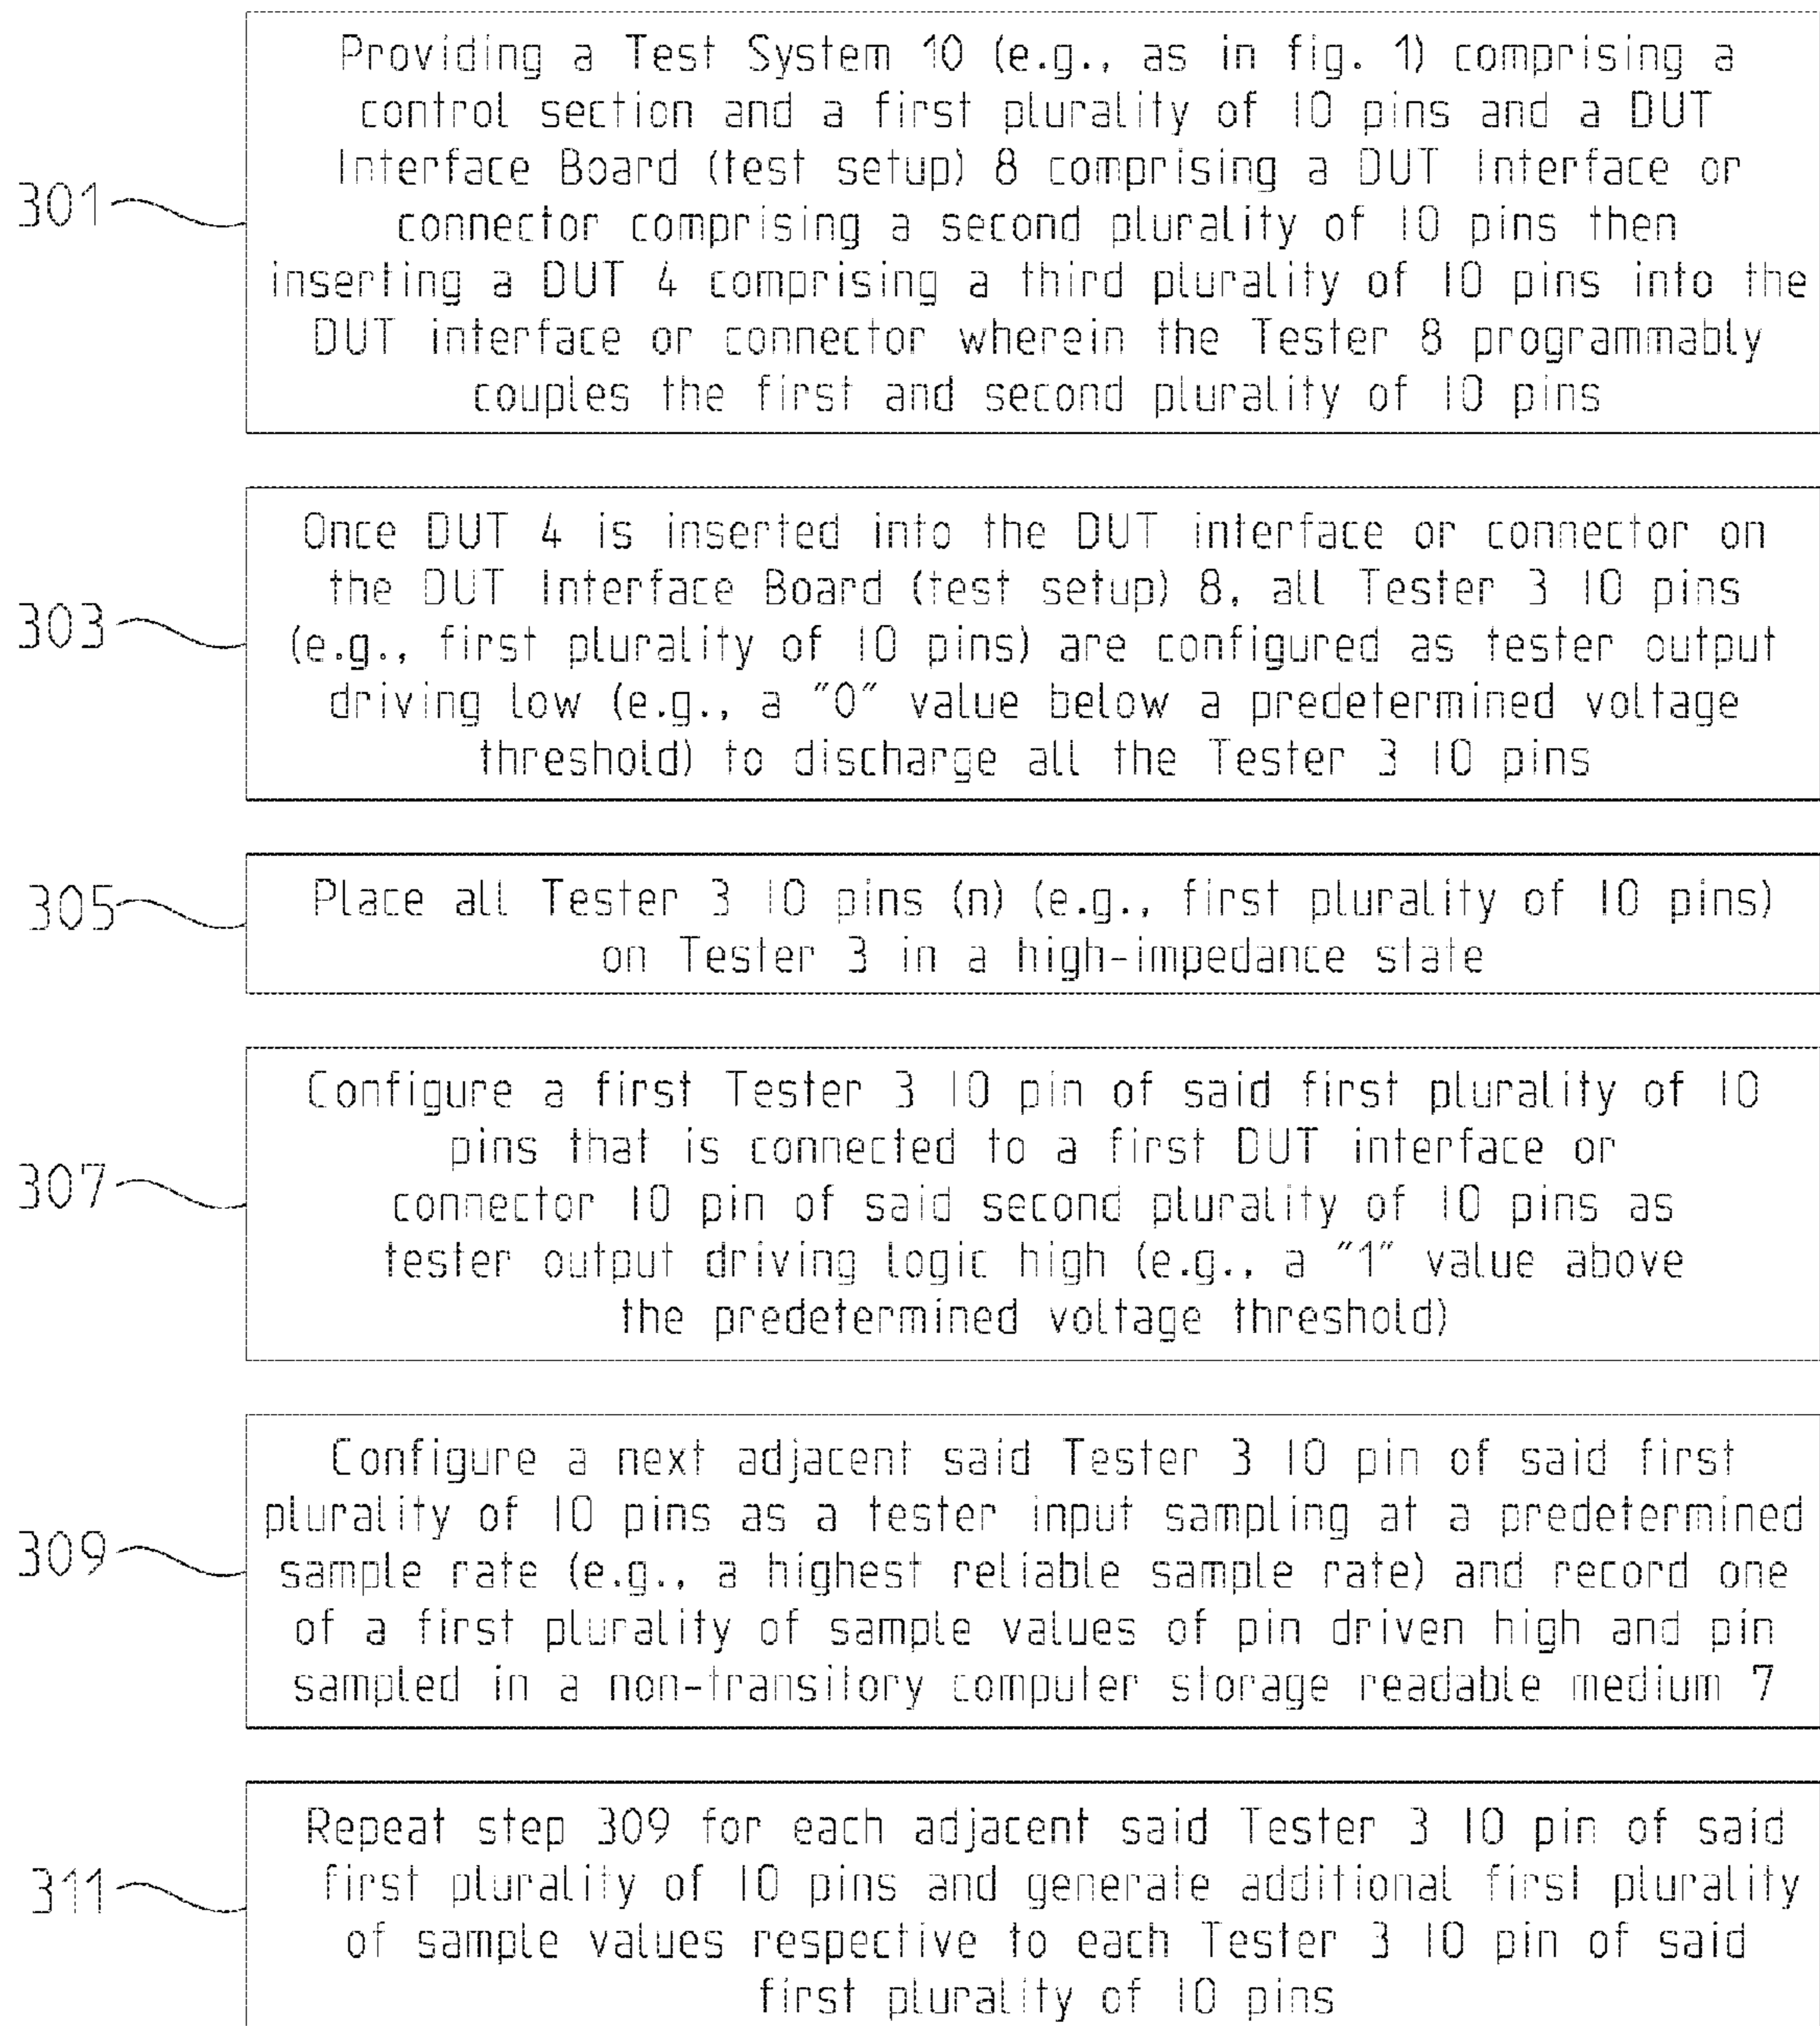 301
Providing a Test System 10 (e.g., as in fig. 1) comprising a
control section and a first plurality of IO pins and a DUT
Interface Board (test setup) 8 comprising a DUT Interface or
connector comprising a second plurality of IO pins then
inserting a DUT 4 comprising a third plurality of IO pins into the
DUT interface or connector wherein the Tester 8 programmably
couples the first and second plurality of IO pins
303
Once DUT 4 is inserted into the DUT interface or connector on
the DUT Interface Board (test setup) 8, all Tester 3 IO pins
(e.g., first plurality of IO pins) are configured as tester output
driving low (e.g., a "0" value below a predetermined voltage
threshold) to discharge all the Tester 3 IO pins
305
Place all Tester 3 IO pins (n) (e.g., first plurality of IO pins)
on Tester 3 in a high-impedance state
307
Configure a first Tester 3 IO pin of said first plurality of IO
pins that is connected to a first DUT interface or
connector IO pin of said second plurality of IO pins as
tester output driving logic high (e.g., a "1" value above
the predetermined voltage threshold)
309
Configure a next adjacent said Tester 3 IO pin of said first
plurality of IO pins as a tester input sampling at a predetermined
sample rate (e.g., a highest reliable sample rate) and record one
of a first plurality of sample values of pin driven high and pin
sampled in a non-transitory computer storage readable medium 7
311
Repeat step 309 for each adjacent said Tester 3 IO pin of said
first plurality of IO pins and generate additional first plurality
of sample values respective to each Tester 3 IO pin of said
first plurality of IO pins